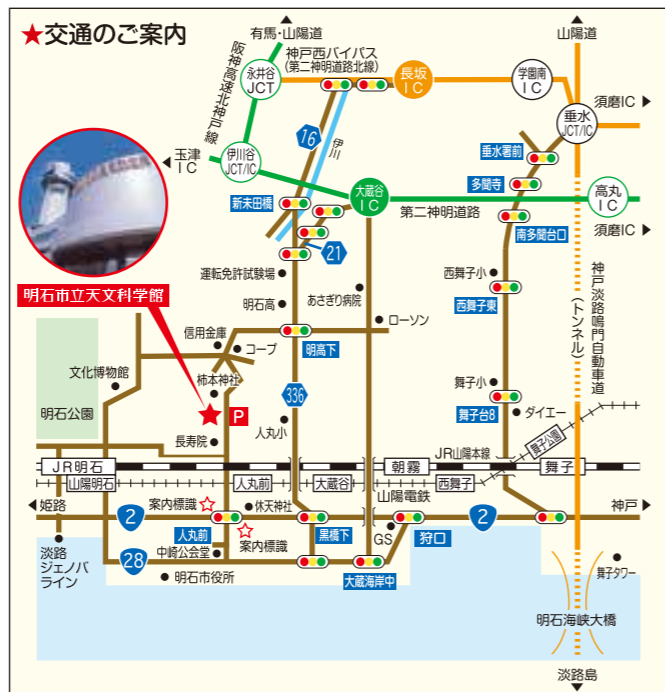 ★交通のご案内
有馬・山陽道
山陽道
阪神高速北神戸線
神戸西バイパス
(第二神明道路北線)
永井谷
JCT
長坂
IC
学園南
IC
須磨IC
垂水
JCT/IC
16
伊川
垂水署前
玉津
IC
伊川谷
JCT/IC
多聞寺
新未田橋
大蔵谷
IC
第二神明道路
高丸
IC
須磨IC
南多聞台口
21
運転免許試験場
西舞子小
明石市立天文科学館
明石高
あさぎり病院
西舞子東
神戸淡路鳴門自動車道
(トンネル)
ローソン
信用金庫
コープ
明高下
文化博物館
柿本神社
336
舞子小
明石公園
P
人丸小
舞子台8
ダイエー
長寿院
JR山陽本線
舞子公園
JR明石
朝霧
舞子
山陽明石
人丸前
大蔵谷
西舞子
山陽電鉄
姫路
案内標識
休天神社
神戸
2
2
人丸前
黒橋下
GS
狩口
淡路
ジェノバ
ライン
中崎公会堂
案内標識
28
明石市役所
大蔵海岸中
舞子タワー
明石海峡大橋
淡路島